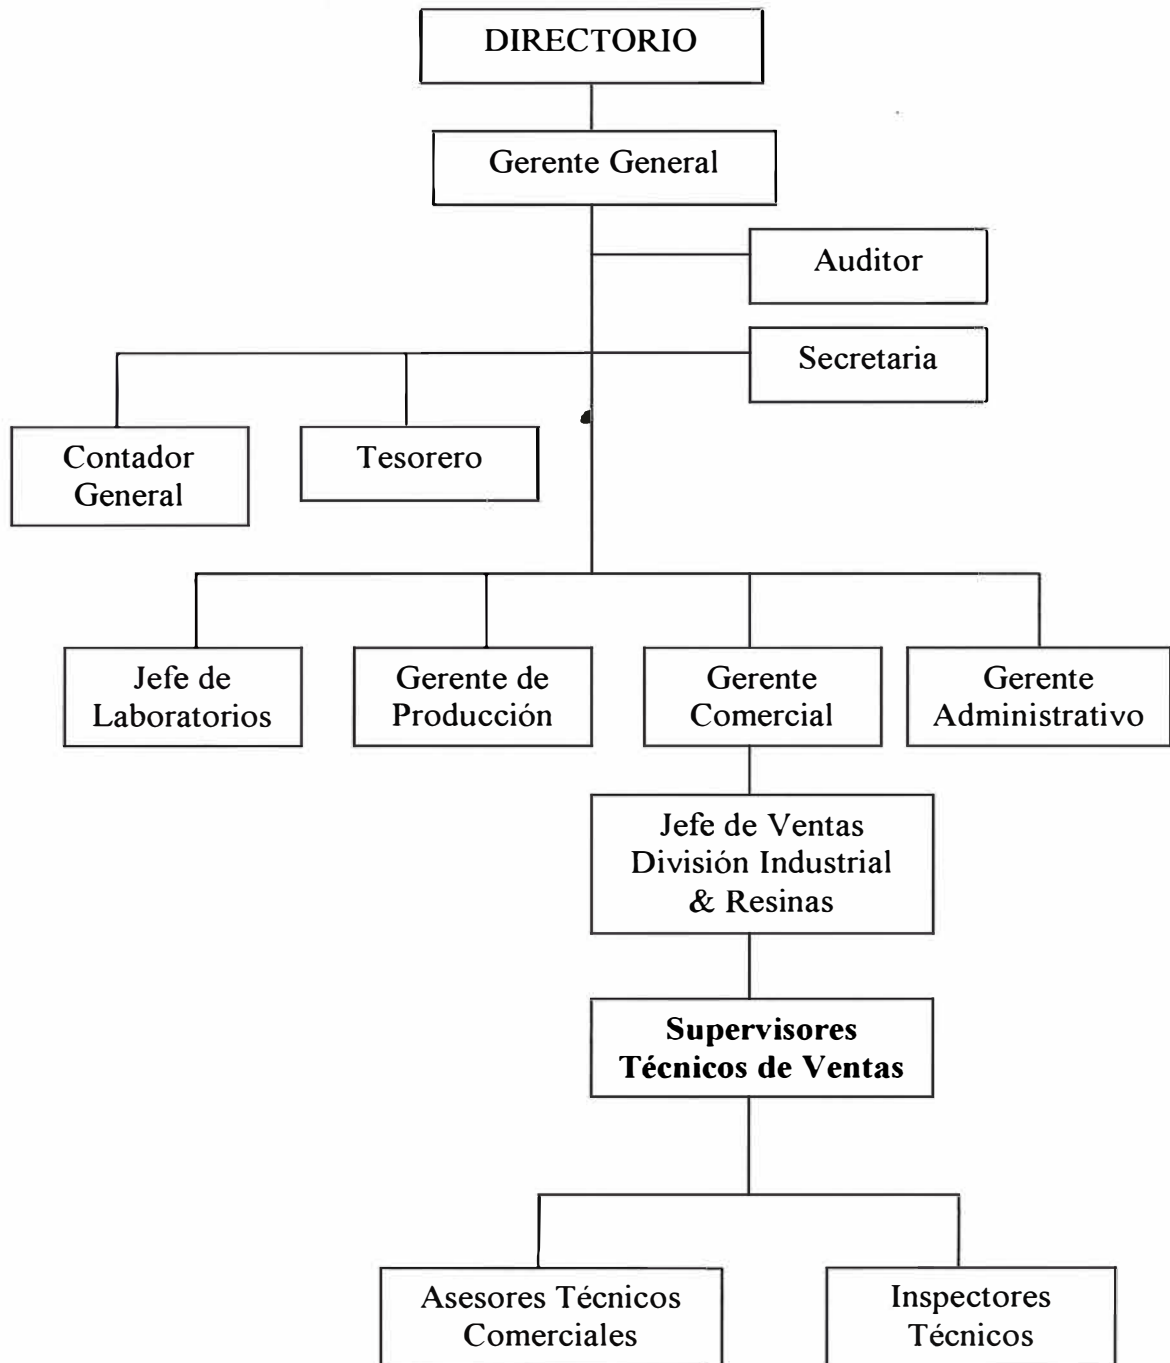 DIRECTORIO
Gerente General
Auditor
Secretaria
Contador
General
Tesorero
Jefe de
Laboratorios
Gerente de
Producción
Gerente
Comercial
Gerente
Administrativo
Jefe de Ventas
División Industrial
& Resinas
Supervisores
Técnicos de Ventas
Asesores Técnicos
Comerciales
Inspectores
Técnicos